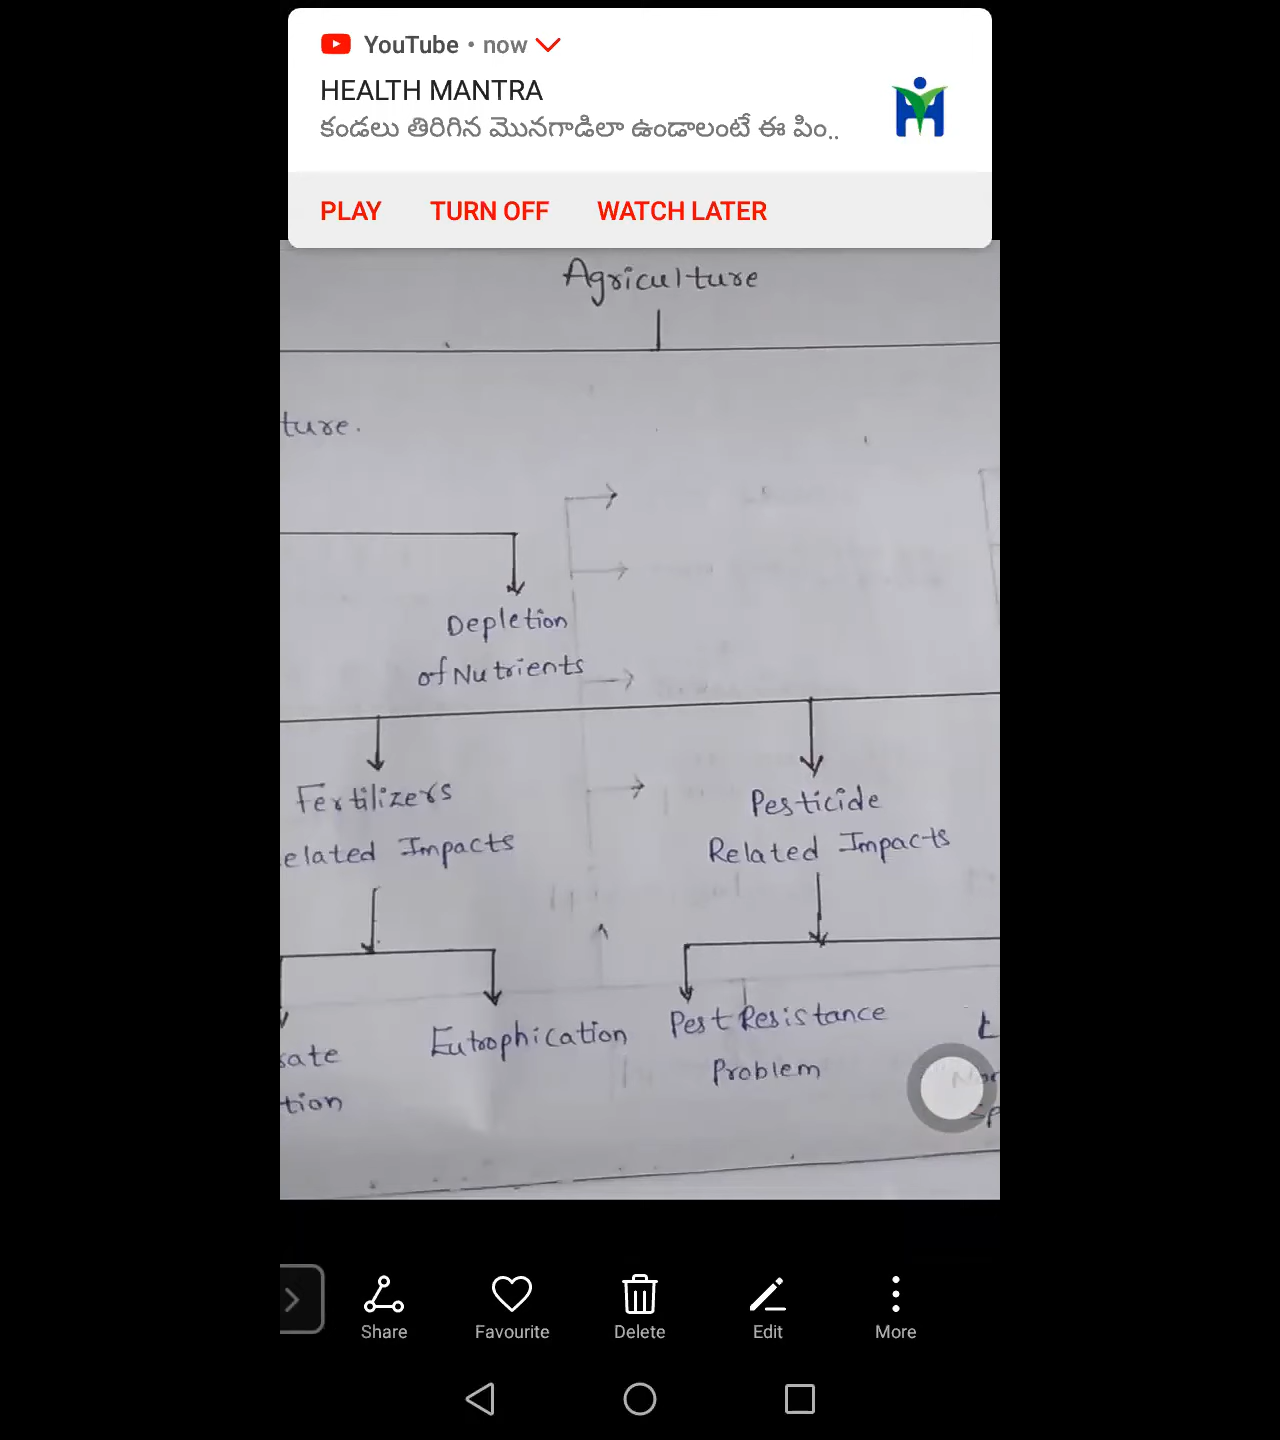 YouTube • now
HEALTH MANTRA
కండలు తిరిగిన మొనగాడిలా ఉండాలంటే ఈ పిం..
PLAY TURN OFF WATCH LATER
Agriculture
ture.
Depletion
of Nutrients
Fertilizers
elated Impacts
Pesticide
Related Impacts
Eutrophication
tion
Pest Resistance
Problem
Share Favourite Delete Edit More